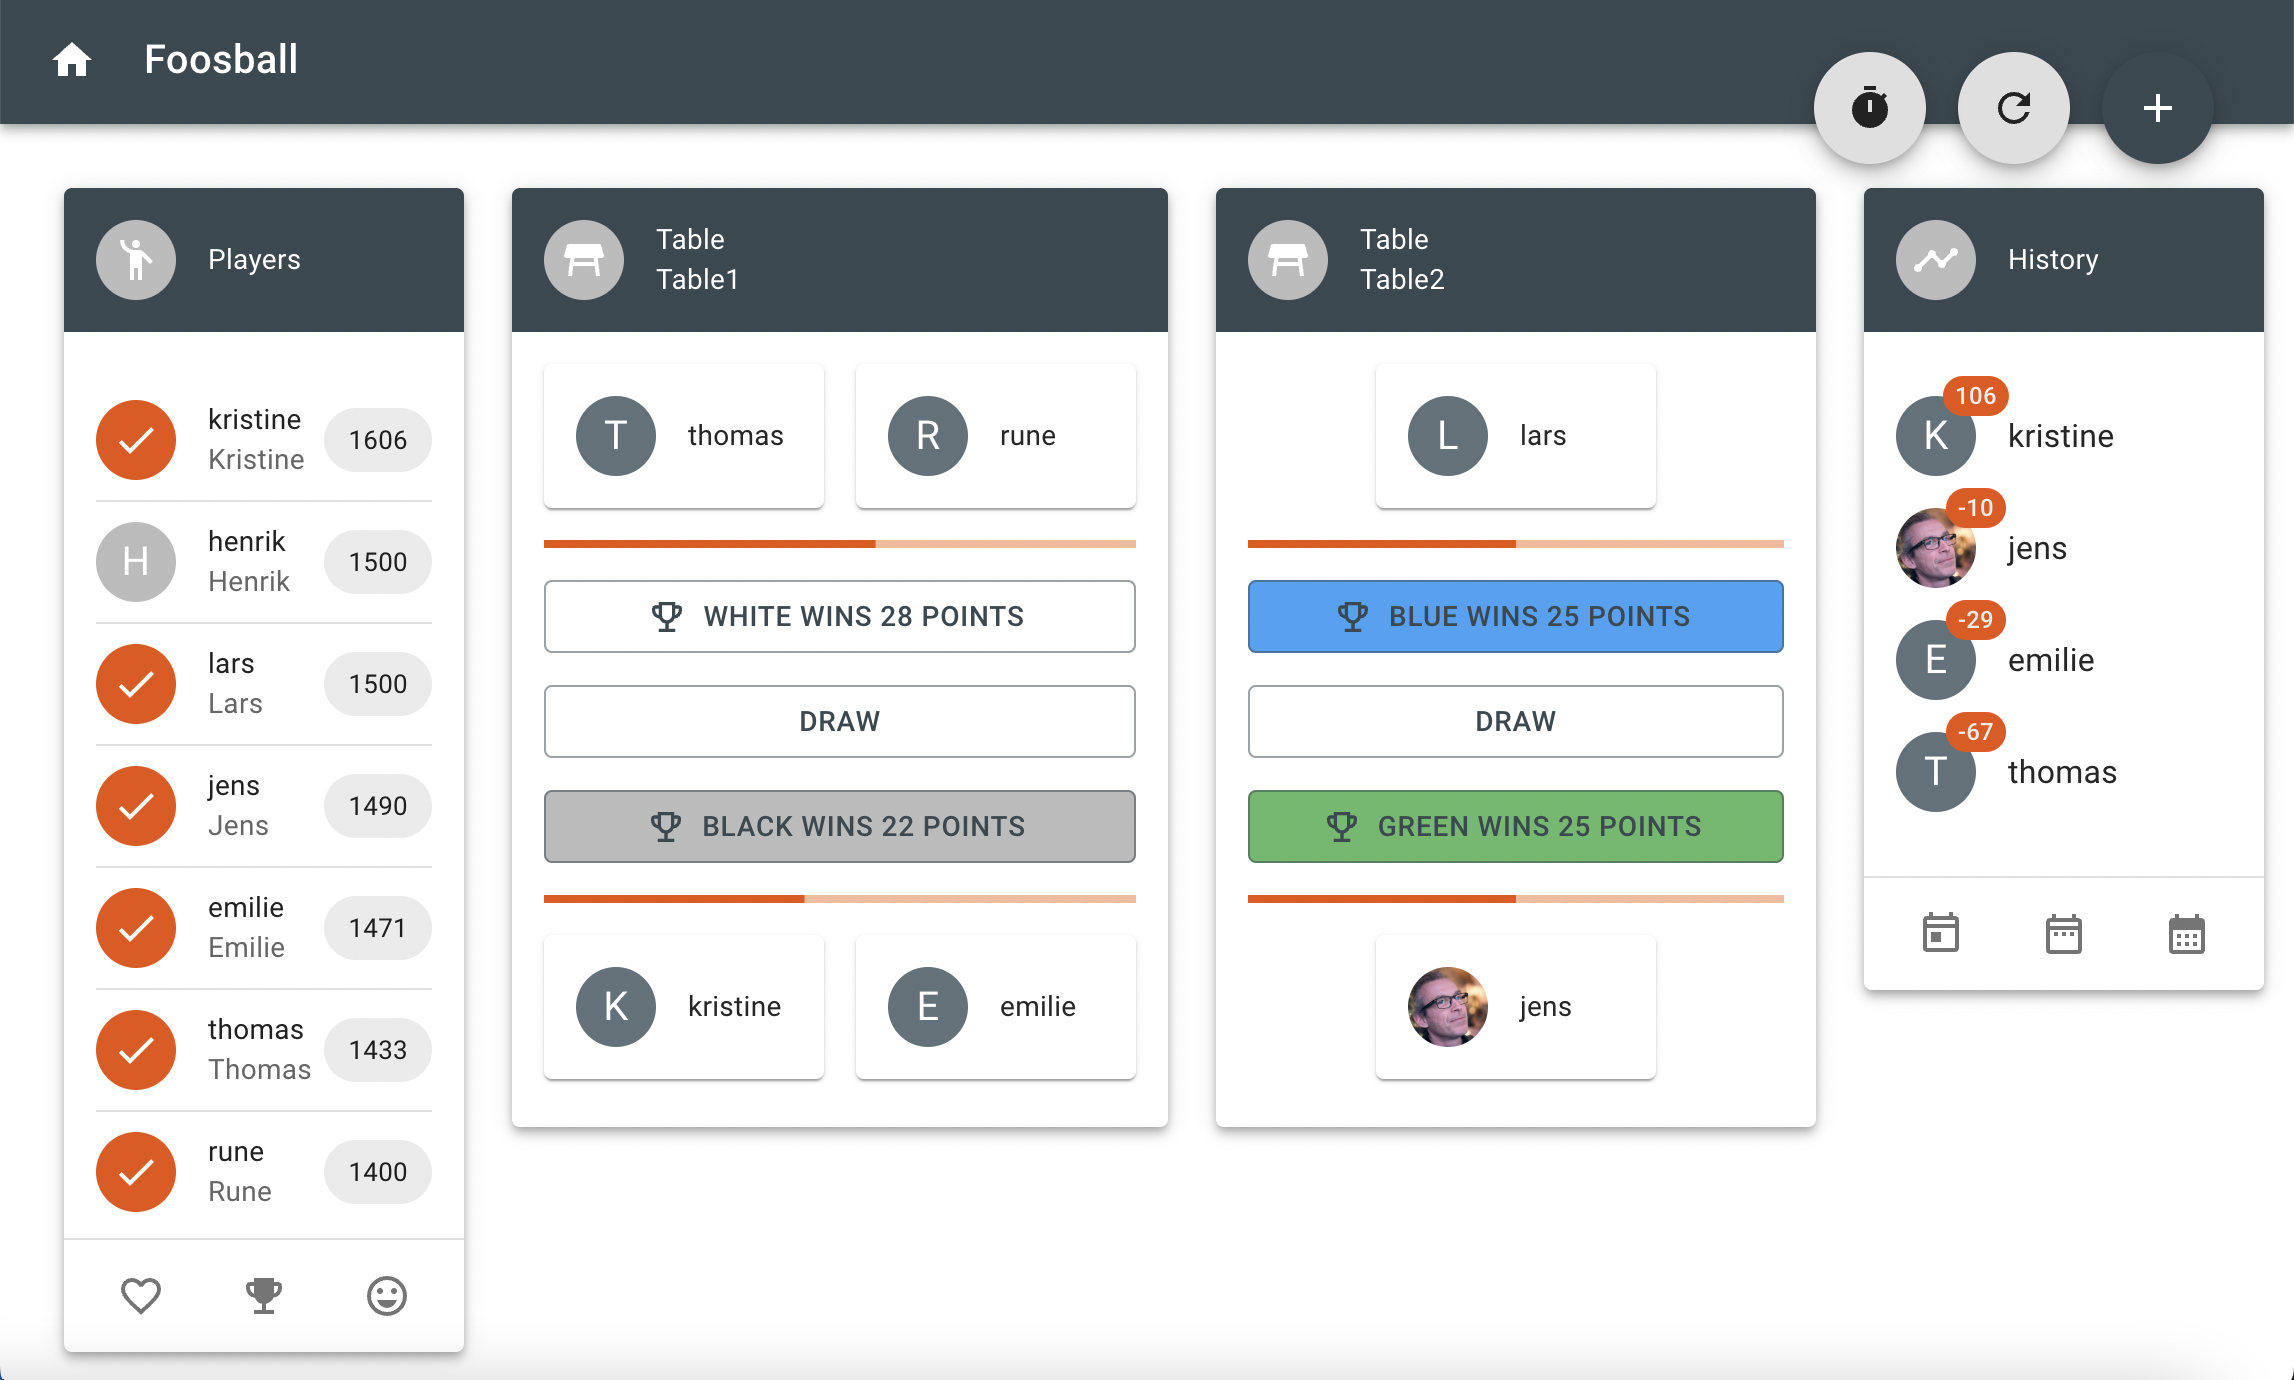 Foosball
Players
kristine
Kristine
1606
H
henrik
Henrik
1500
lars
Lars
1500
jens
Jens
1490
emilie
Emilie
1471
thomas
Thomas
1433
rune
Rune
1400
Table
Table1
T
thomas
R
rune
WHITE WINS 28 POINTS
DRAW
BLACK WINS 22 POINTS
K
kristine
E
emilie
Table
Table2
L
lars
BLUE WINS 25 POINTS
DRAW
GREEN WINS 25 POINTS
jens
History
106
K
kristine
-10
jens
-29
E
emilie
-67
T
thomas